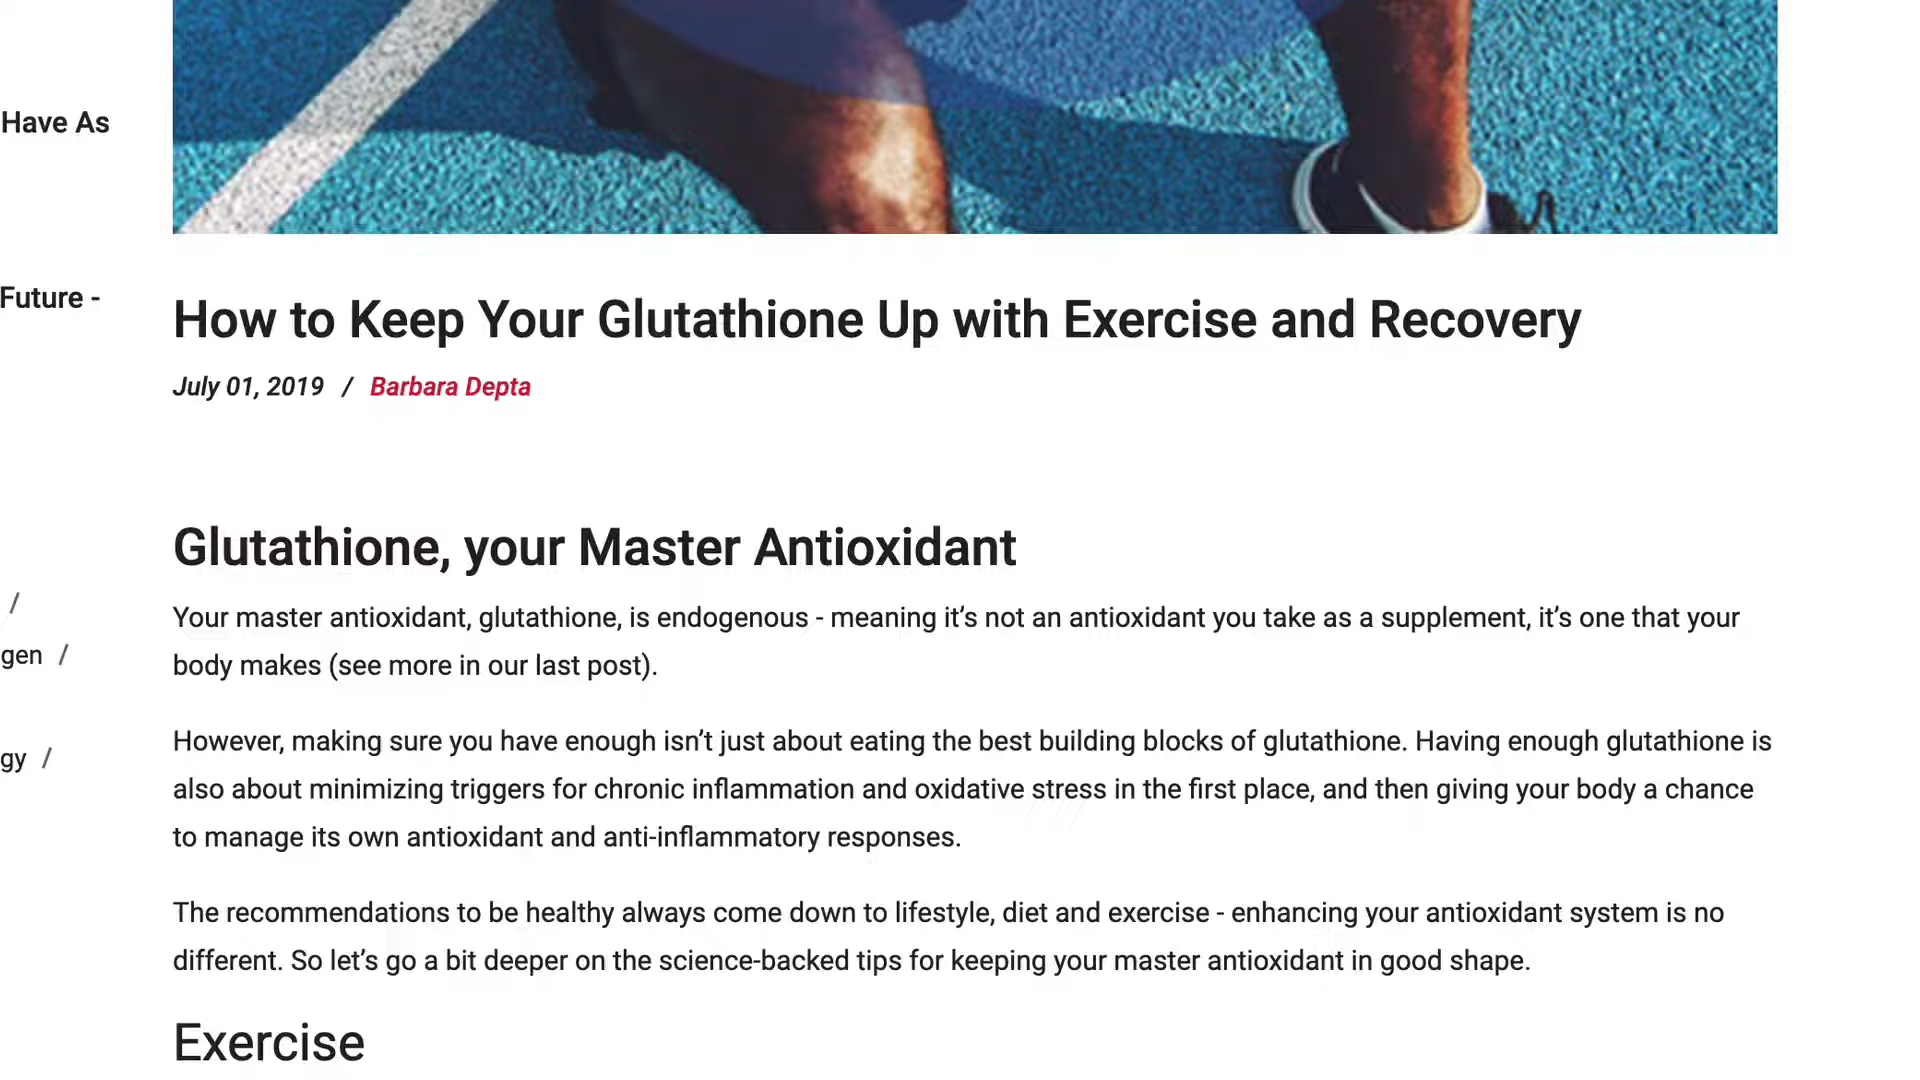 Have As
Future -
/
gen /
gy /
How to Keep Your Glutathione Up with Exercise and Recovery
July 01, 2019 / Barbara Depta
Glutathione, your Master Antioxidant
Your master antioxidant, glutathione, is endogenous - meaning it’s not an antioxidant you take as a supplement, it’s one that your
body makes (see more in our last post).
However, making sure you have enough isn’t just about eating the best building blocks of glutathione. Having enough glutathione is
also about minimizing triggers for chronic inflammation and oxidative stress in the first place, and then giving your body a chance
to manage its own antioxidant and anti-inflammatory responses.
The recommendations to be healthy always come down to lifestyle, diet and exercise - enhancing your antioxidant system is no
different. So let’s go a bit deeper on the science-backed tips for keeping your master antioxidant in good shape.
Exercise